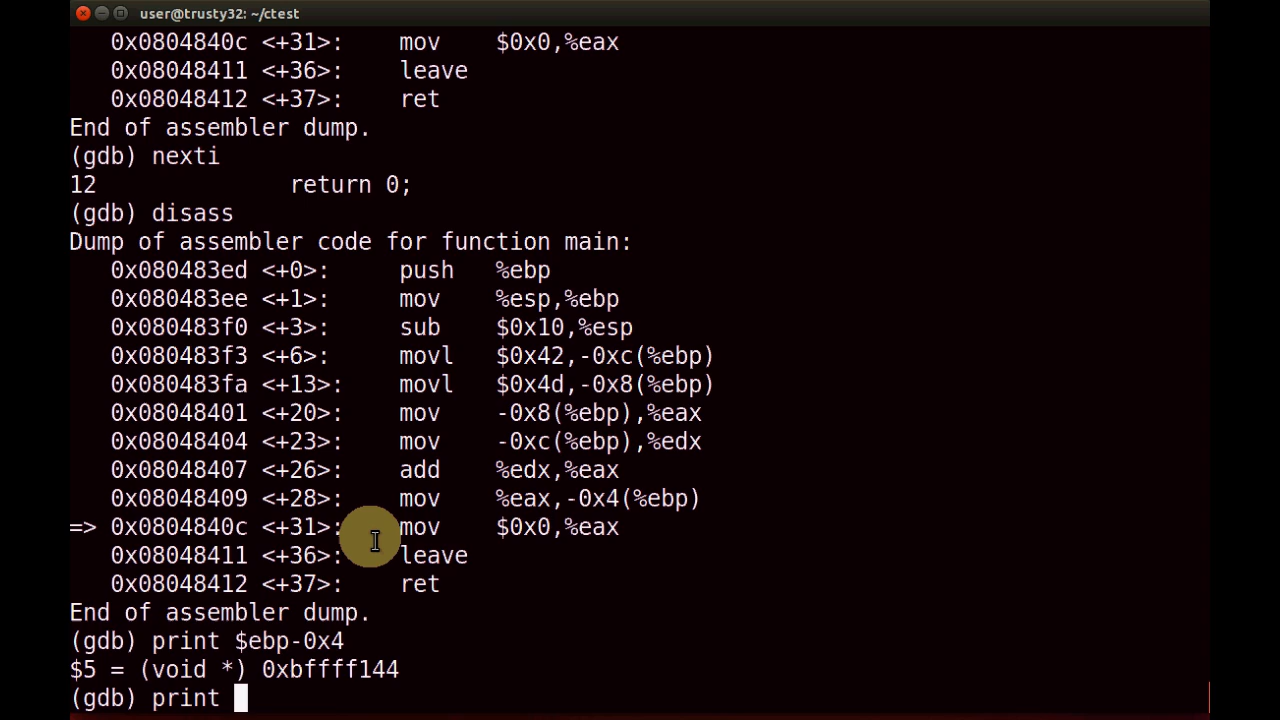 user@trusty32: ~/ctest
0x0804840c <+31>: mov $0x0,%eax
0x08048411 <+36>: leave
0x08048412 <+37>: ret
End of assembler dump.
(gdb) nexti
12 return 0;
(gdb) disass
Dump of assembler code for function main:
0x080483ed <+0>: push %ebp
0x080483ee <+1>: mov %esp,%ebp
0x080483f0 <+3>: sub $0x10,%esp
0x080483f3 <+6>: movl $0x42,-0xc(%ebp)
0x080483fa <+13>: movl $0x4d,-0x8(%ebp)
0x08048401 <+20>: mov -0x8(%ebp),%eax
0x08048404 <+23>: mov -0xc(%ebp),%edx
0x08048407 <+26>: add %edx,%eax
0x08048409 <+28>: mov %eax,-0x4(%ebp)
=> 0x0804840c <+31>: mov $0x0,%eax
0x08048411 <+36>: leave
0x08048412 <+37>: ret
End of assembler dump.
(gdb) print $ebp-0x4
$5 = (void *) 0xbffff144
(gdb) print